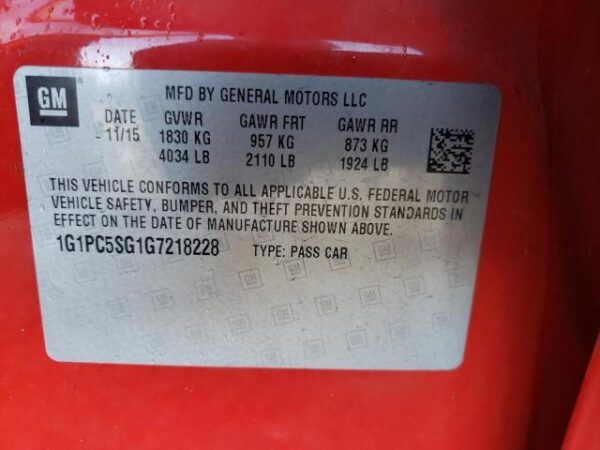 GM
MFD BY GENERAL MOTORS LLC
DATE GVWR GAWR FRT GAWR RR
11/15 1830 KG 957 KG 873 KG
4034 LB 2110 LB 1924 LB
THIS VEHICLE CONFORMS TO ALL APPLICABLE U.S. FEDERAL MOTOR
VEHICLE SAFETY, BUMPER, AND THEFT PREVENTION STANDARDS IN
EFFECT ON THE DATE OF MANUFACTURE SHOWN ABOVE.
1G1PC5SG1G7218228 TYPE: PASS CAR